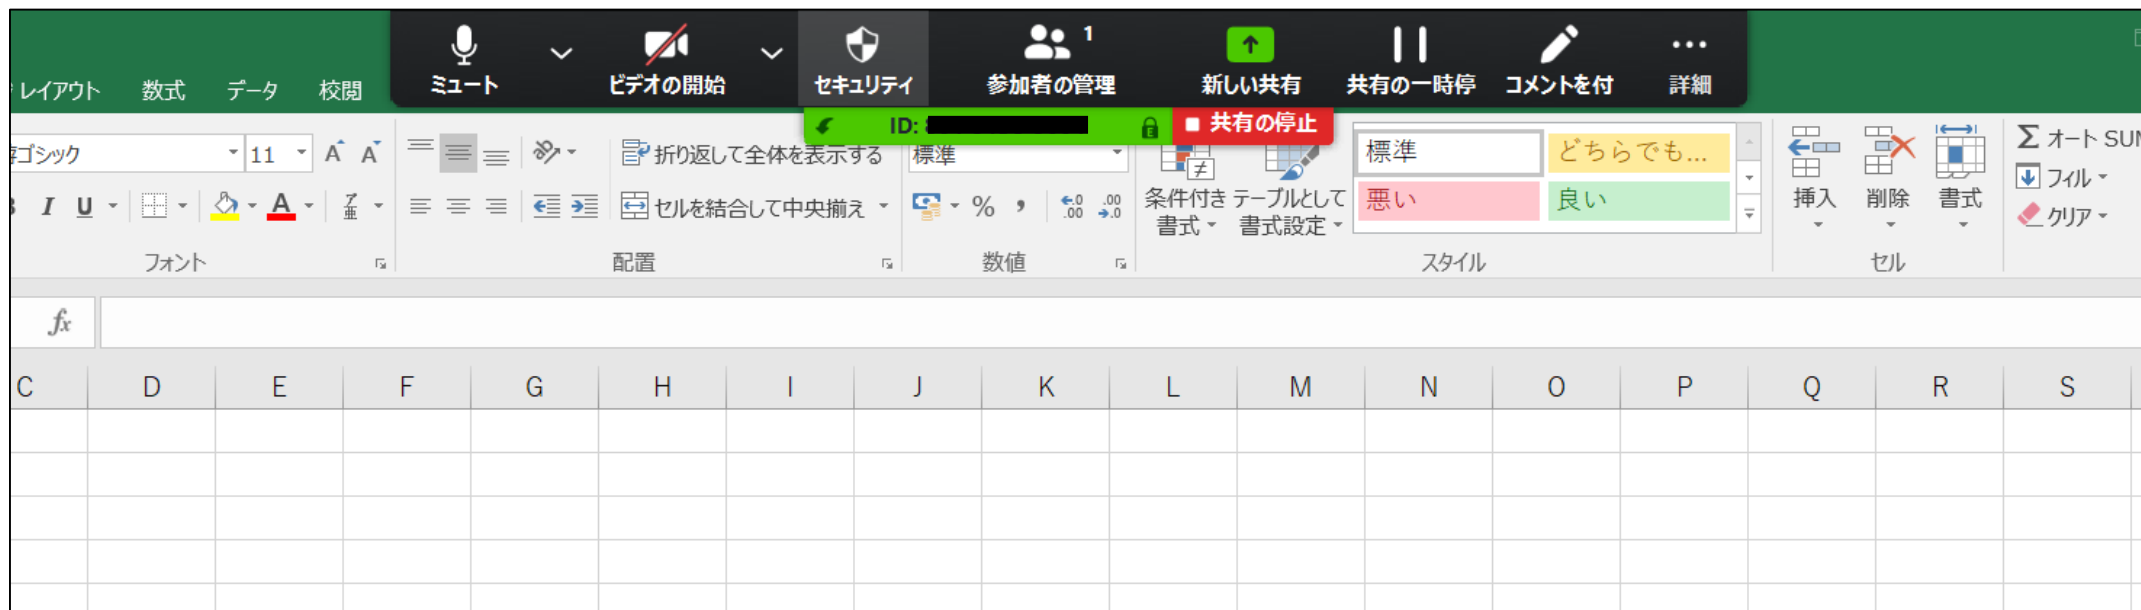 ミュート ビデオの開始 セキュリティ 参加者の管理 1 新しい共有 共有の一時停 コメントを付 詳細
レイアウト 数式 データ 校閲
ID: 共有の停止
ゴシック 11 A A 折り返して全体を表示する 標準
I U A セルを結合して中央揃え % , .00 .0
条件付き書式
テーブルとして書式設定
標準 どちらでも...
悪い 良い
挿入 削除 書式
Σ オート SUM
フィル
クリア
フォント 配置 数値 スタイル セル
fx
C D E F G H I J K L M N O P Q R S